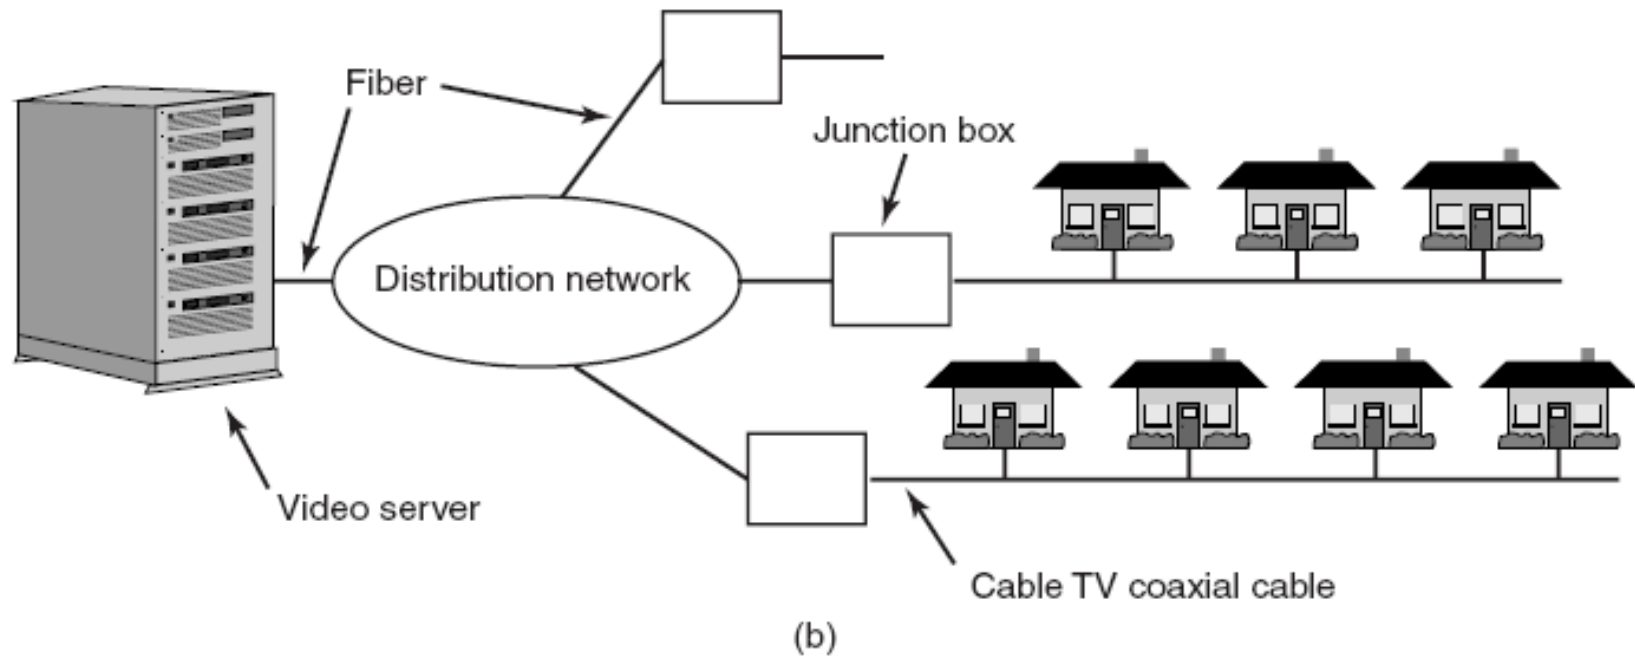 Fiber
Junction box
Distribution network
Video server
Cable TV coaxial cable
(b)